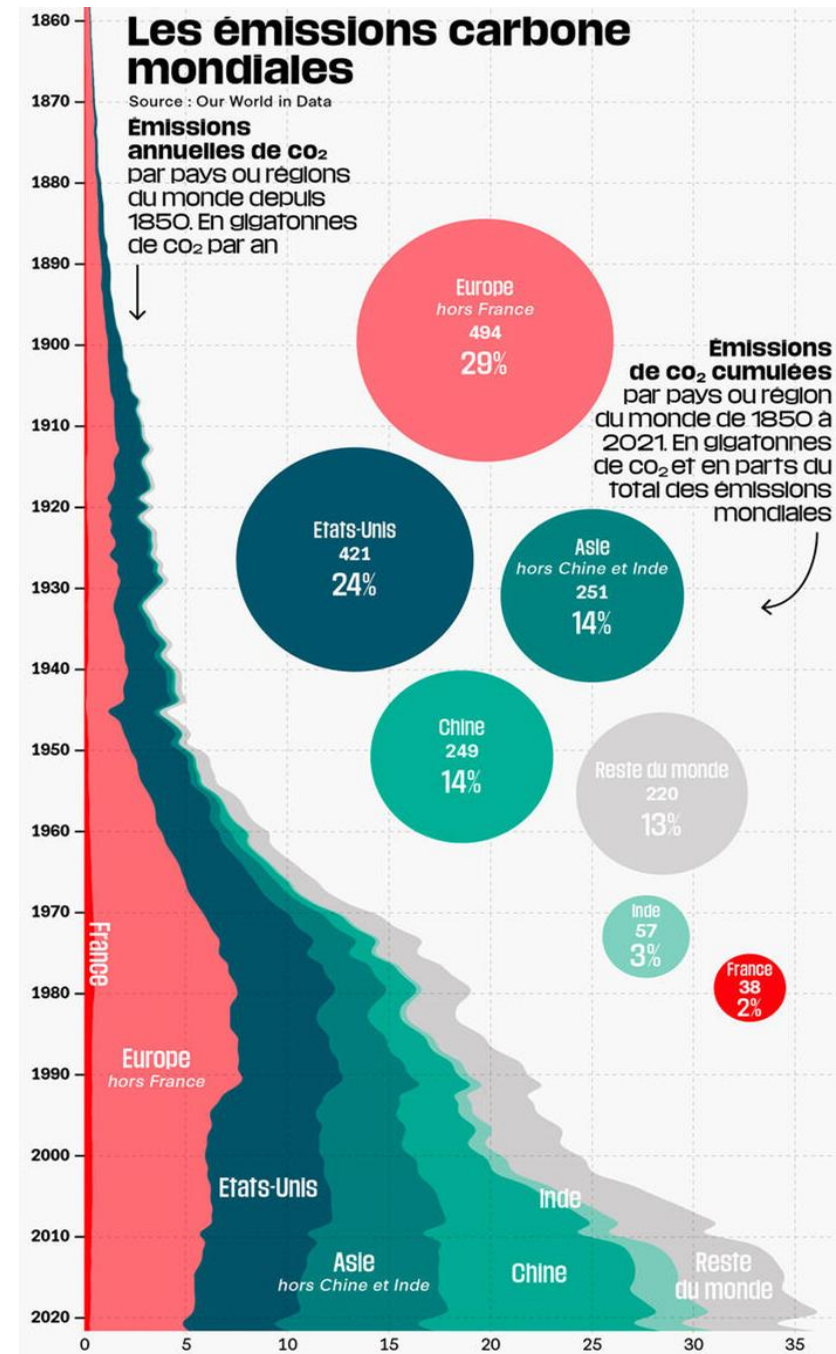 Les émissions carbone
mondiales
Source : Our World in Data
Émissions
annuelles de co₂
par pays ou régions
du monde depuis
1850. En gigatonnes
de co₂ par an
Europe
hors France
494
29%
Émissions
de co₂ cumulées
par pays ou région
du monde de 1850 à
2021. En gigatonnes
de co₂ et en parts du
total des émissions
mondiales
Etats-Unis
421
24%
Asie
hors Chine et Inde
251
14%
Chine
249
14%
Reste du monde
220
13%
Inde
57
3%
France
38
2%
France
Europe
hors France
Etats-Unis
Asie
hors Chine et Inde
Inde
Chine
Reste
du monde
1860
1870
1880
1890
1900
1910
1920
1930
1940
1950
1960
1970
1980
1990
2000
2010
2020
0 5 10 15 20 25 30 35